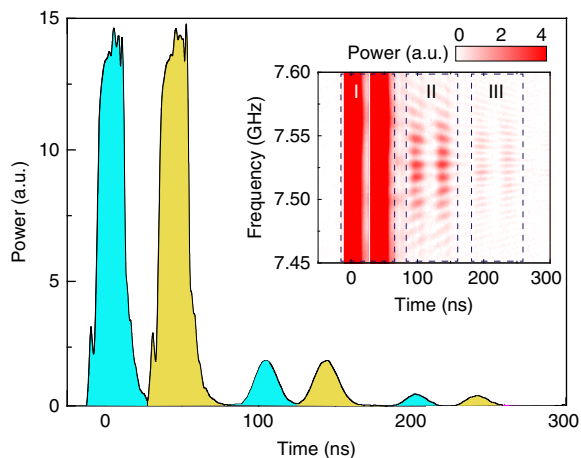 15
10
5
0
Power (a.u.)
0
100
200
300
Time (ns)
Power (a.u.)
0 2 4
7.60
7.55
7.50
7.45
Frequency (GHz)
I II III
0 100 200 300
Time (ns)